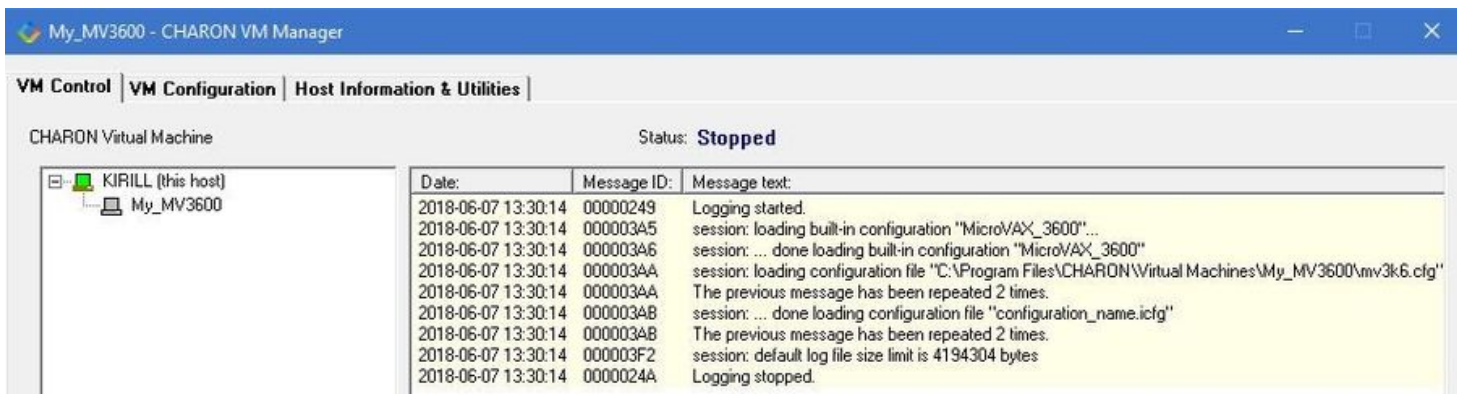 My_MV3600 - CHARON VM Manager
VM Control VM Configuration Host Information & Utilities
CHARON Virtual Machine Status: Stopped
KIRILL (this host)
My_MV3600
Date: Message ID: Message text:
2018-06-07 13:30:14 00000249 Logging started.
2018-06-07 13:30:14 000003A5 session: loading built-in configuration "MicroVAX_3600"...
2018-06-07 13:30:14 000003A6 session: ... done loading built-in configuration "MicroVAX_3600"
2018-06-07 13:30:14 000003AA session: loading configuration file "C:\Program Files\CHARON\Virtual Machines\My_MV3600\mv3k6.cfg"
2018-06-07 13:30:14 000003AA The previous message has been repeated 2 times.
2018-06-07 13:30:14 000003AB session: ... done loading configuration file "configuration_name.icfg"
2018-06-07 13:30:14 000003AB The previous message has been repeated 2 times.
2018-06-07 13:30:14 000003F2 session: default log file size limit is 4194304 bytes
2018-06-07 13:30:14 0000024A Logging stopped.